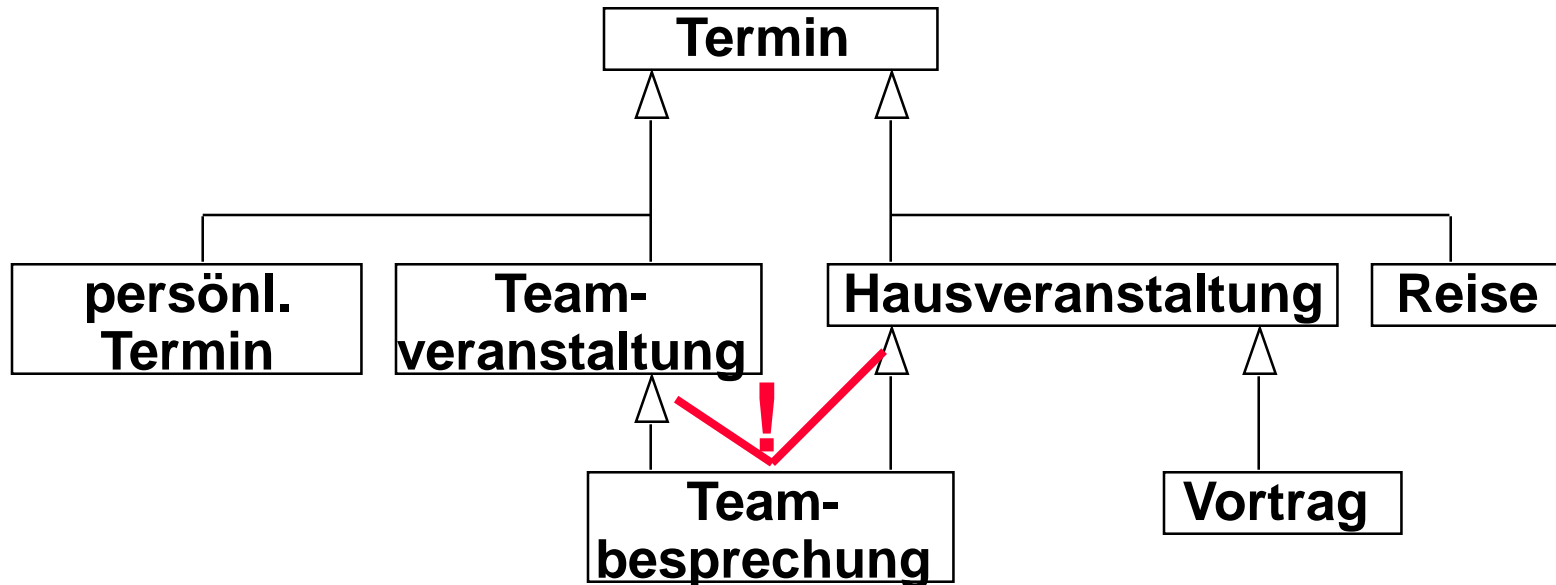 Termin
persönl.
Termin
Team-
veranstaltung
Hausveranstaltung
Reise
!
Team-
besprechung
Vortrag